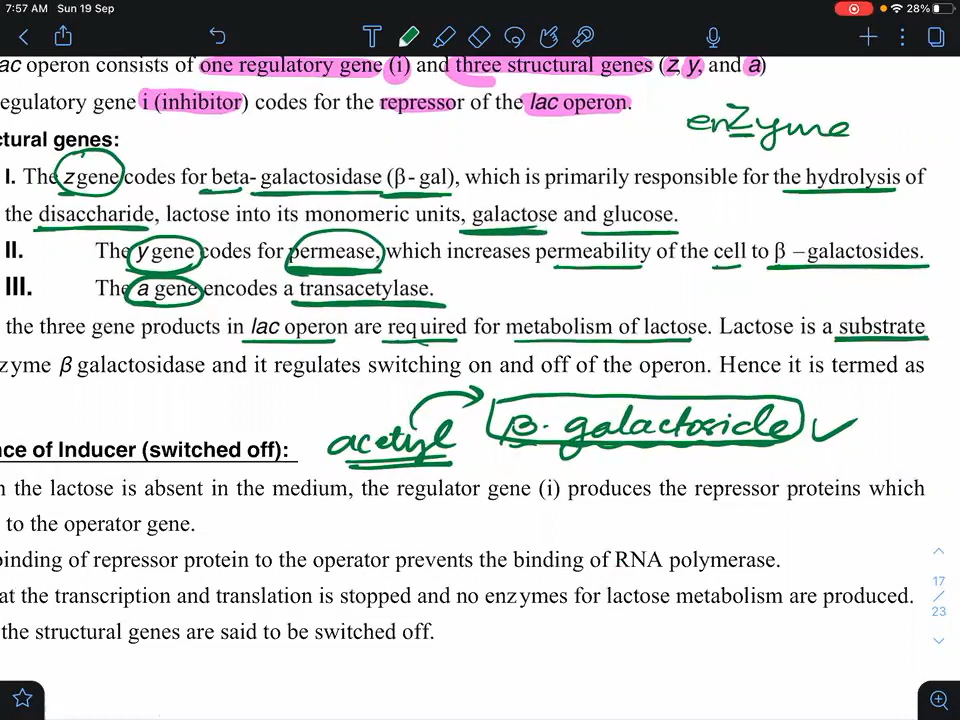 7:57 AM Sun 19 Sep
28%
ac operon consists of one regulatory gene (i) and three structural genes (z, y, and a)
egulatory gene i (inhibitor) codes for the repressor of the lac operon.
enzyme
ctural genes:
I. The z gene codes for beta- galactosidase (β- gal), which is primarily responsible for the hydrolysis of
the disaccharide, lactose into its monomeric units, galactose and glucose.
II. The y gene codes for permease, which increases permeability of the cell to β –galactosides.
III. The a gene encodes a transacetylase.
the three gene products in lac operon are required for metabolism of lactose. Lactose is a substrate
zyme β galactosidase and it regulates switching on and off of the operon. Hence it is termed as
acetyl β- galactoside
nce of Inducer (switched off):
n the lactose is absent in the medium, the regulator gene (i) produces the repressor proteins which
to the operator gene.
binding of repressor protein to the operator prevents the binding of RNA polymerase.
at the transcription and translation is stopped and no enzymes for lactose metabolism are produced.
the structural genes are said to be switched off.
17
/
23